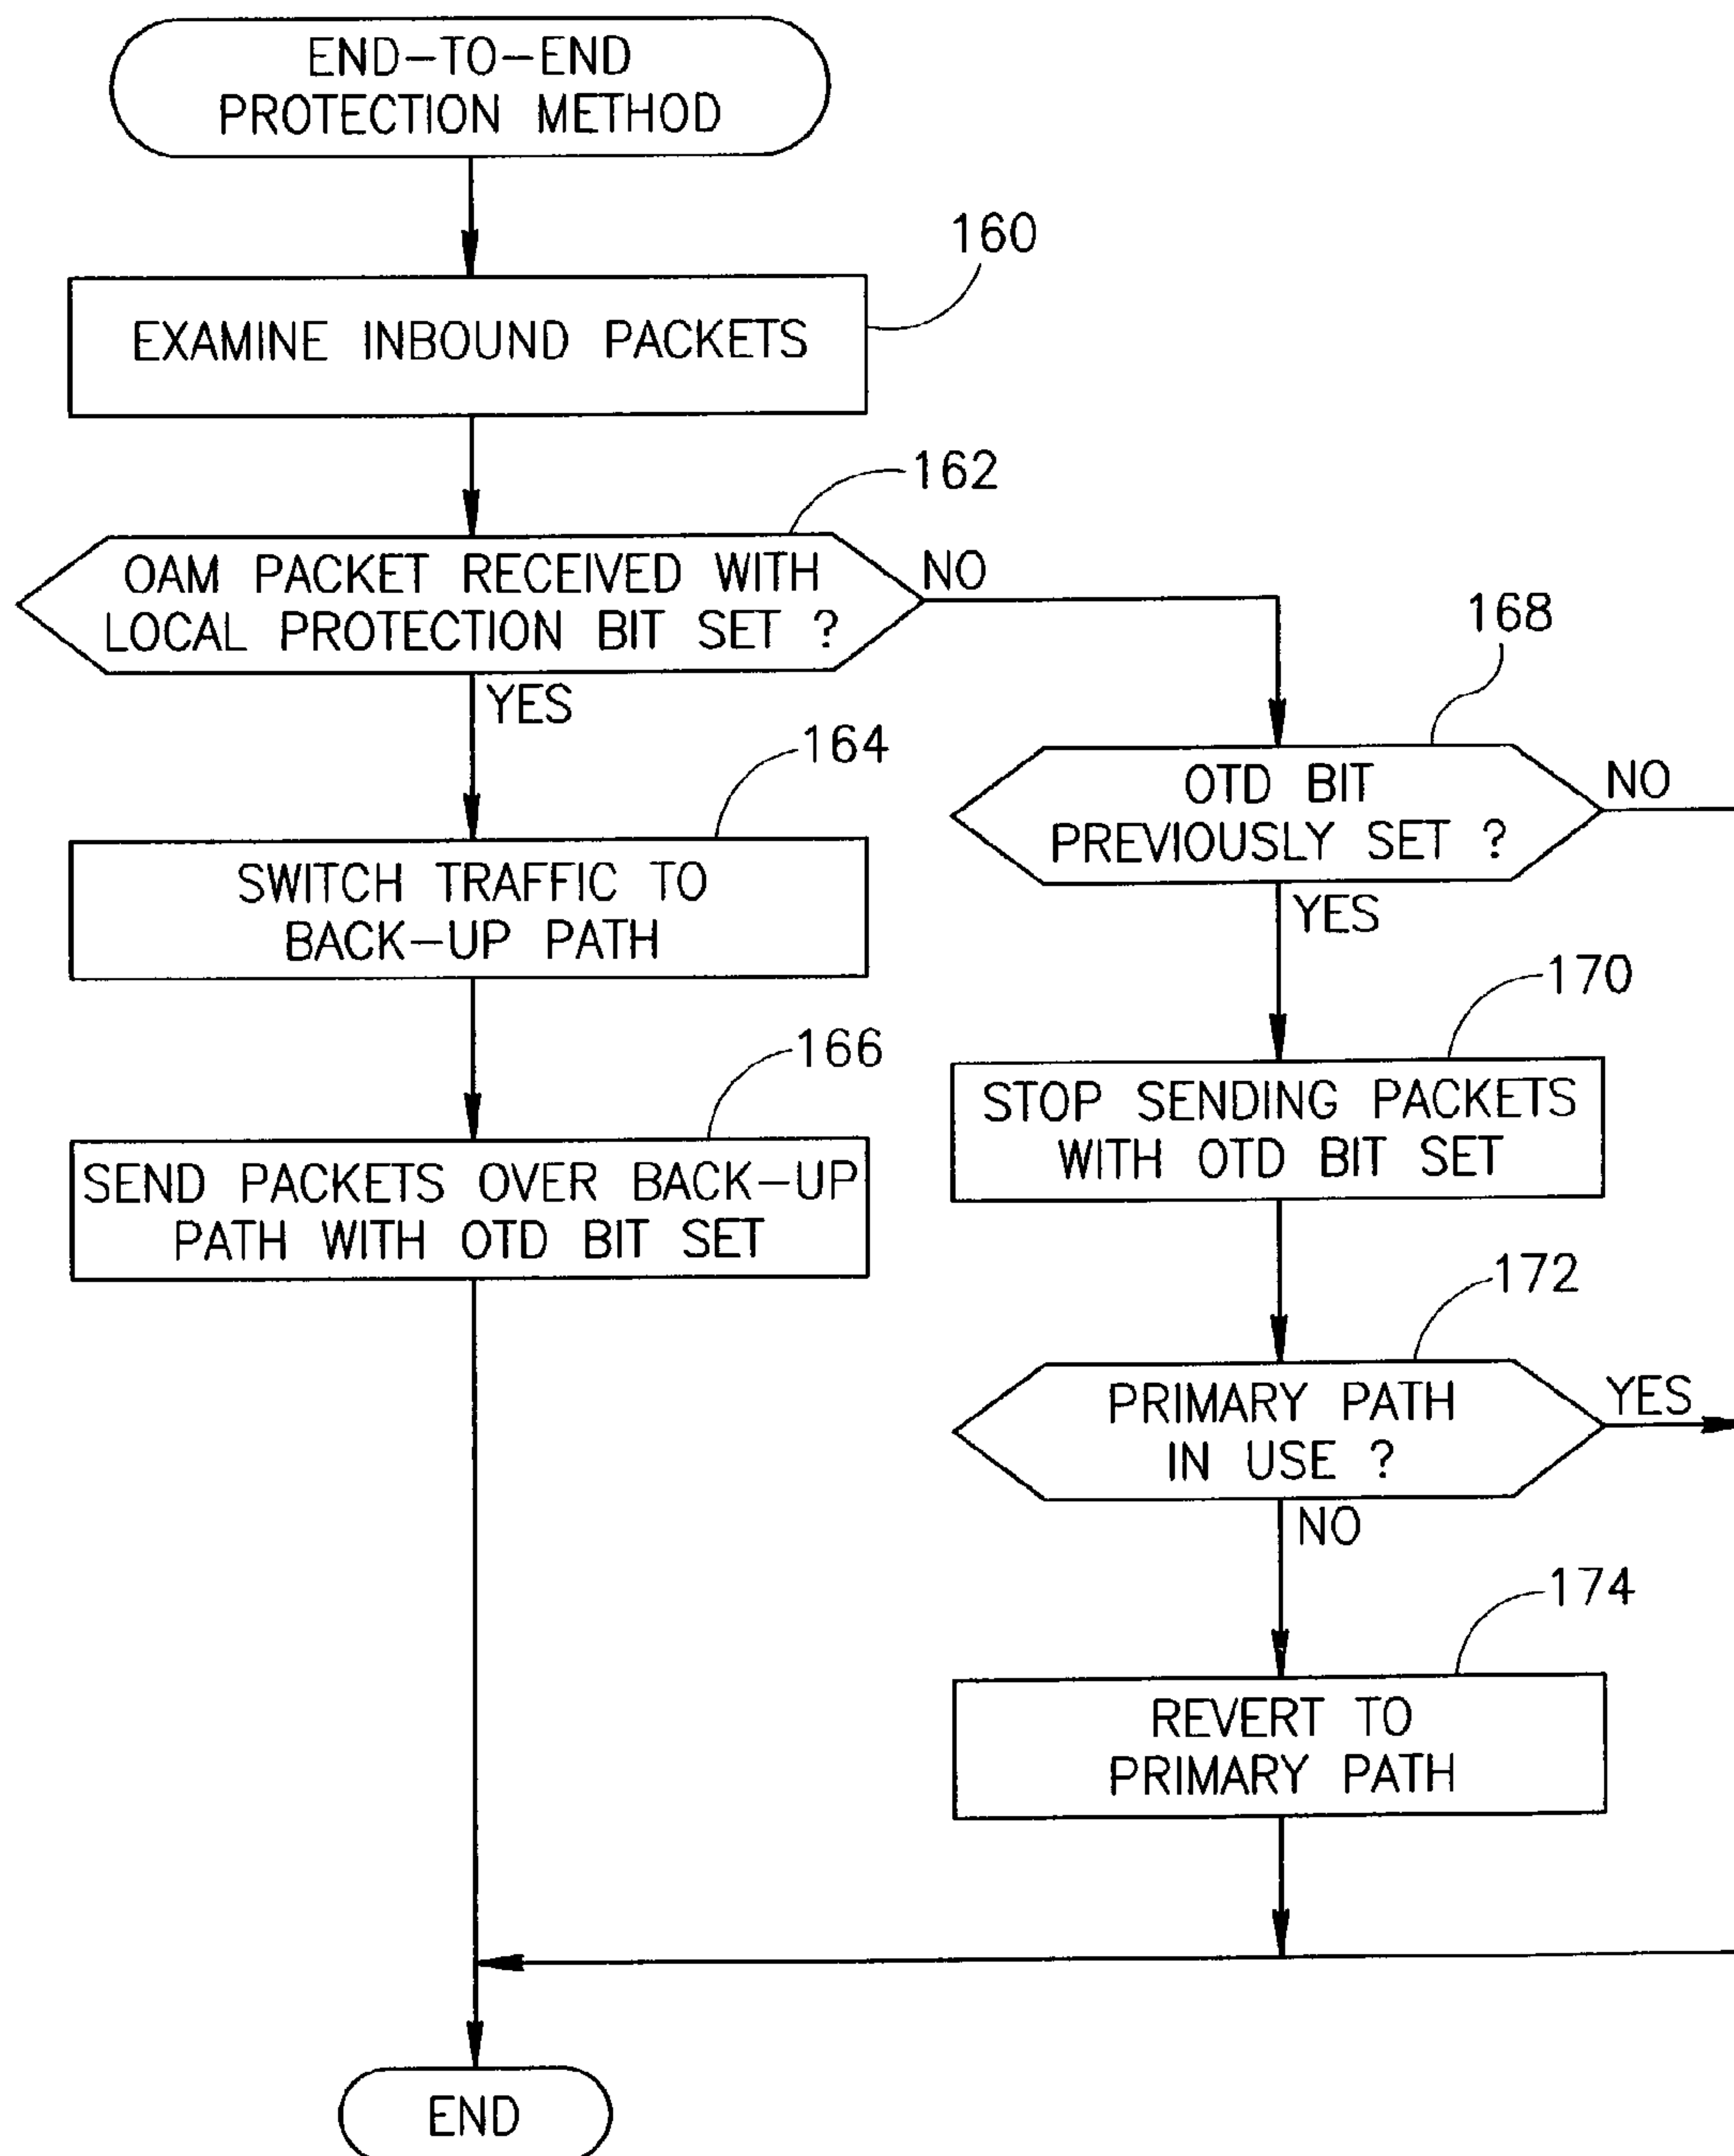 END-TO-END
PROTECTION METHOD
160
EXAMINE INBOUND PACKETS
162
OAM PACKET RECEIVED WITH
LOCAL PROTECTION BIT SET ?
NO
YES
164
SWITCH TRAFFIC TO
BACK-UP PATH
166
SEND PACKETS OVER BACK-UP
PATH WITH OTD BIT SET
168
OTD BIT
PREVIOUSLY SET ?
NO
YES
170
STOP SENDING PACKETS
WITH OTD BIT SET
172
PRIMARY PATH
IN USE ?
YES
NO
174
REVERT TO
PRIMARY PATH
END